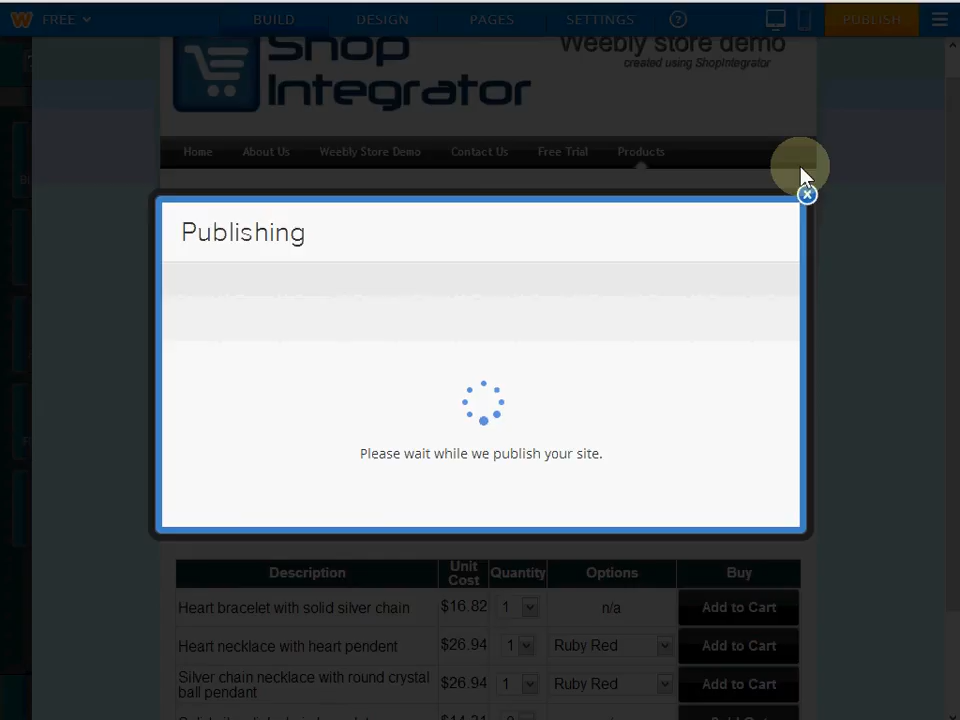 FREE BUILD DESIGN PAGES SETTINGS ? PUBLISH
Shop
Integrator
Weebly store demo
created using ShopIntegrator
Home About Us Weebly Store Demo Contact Us Free Trial Products
Publishing
Please wait while we publish your site.
Description Unit Cost Quantity Options Buy
Heart bracelet with solid silver chain $16.82 1 n/a Add to Cart
Heart necklace with heart pendent $26.94 1 Ruby Red Add to Cart
Silver chain necklace with round crystal
ball pendant $26.94 1 Ruby Red Add to Cart